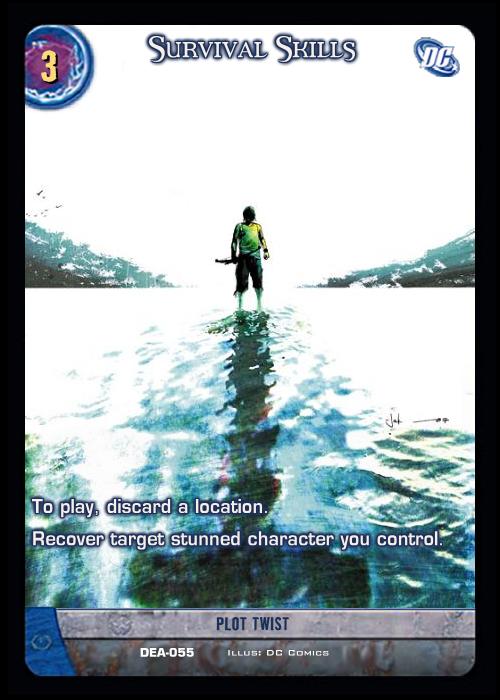 Survival Skills
3
DC
To play, discard a location.
Recover target stunned character you control.
PLOT TWIST
DEA-055 Illus: DC Comics